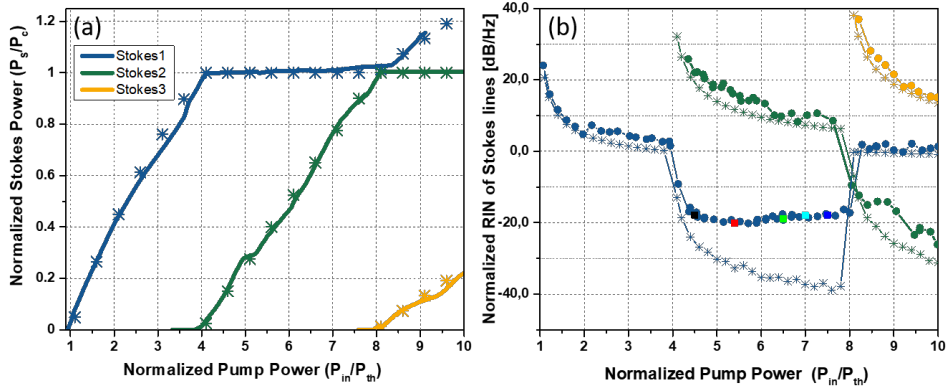 (a)
Stokes1
Stokes2
Stokes3
Normalized Stokes Power (Ps/Pc)
1.2
1
0.8
0.6
0.4
0.2
0
1 2 3 4 5 6 7 8 9 10
Normalized Pump Power (Pin/Pth)
(b)
Normalized RIN of Stokes lines [dB/Hz]
40,0
20,0
0,0
-20,0
40,0
1 2 3 4 5 6 7 8 9 10
Normalized Pump Power (Pin/Pth)